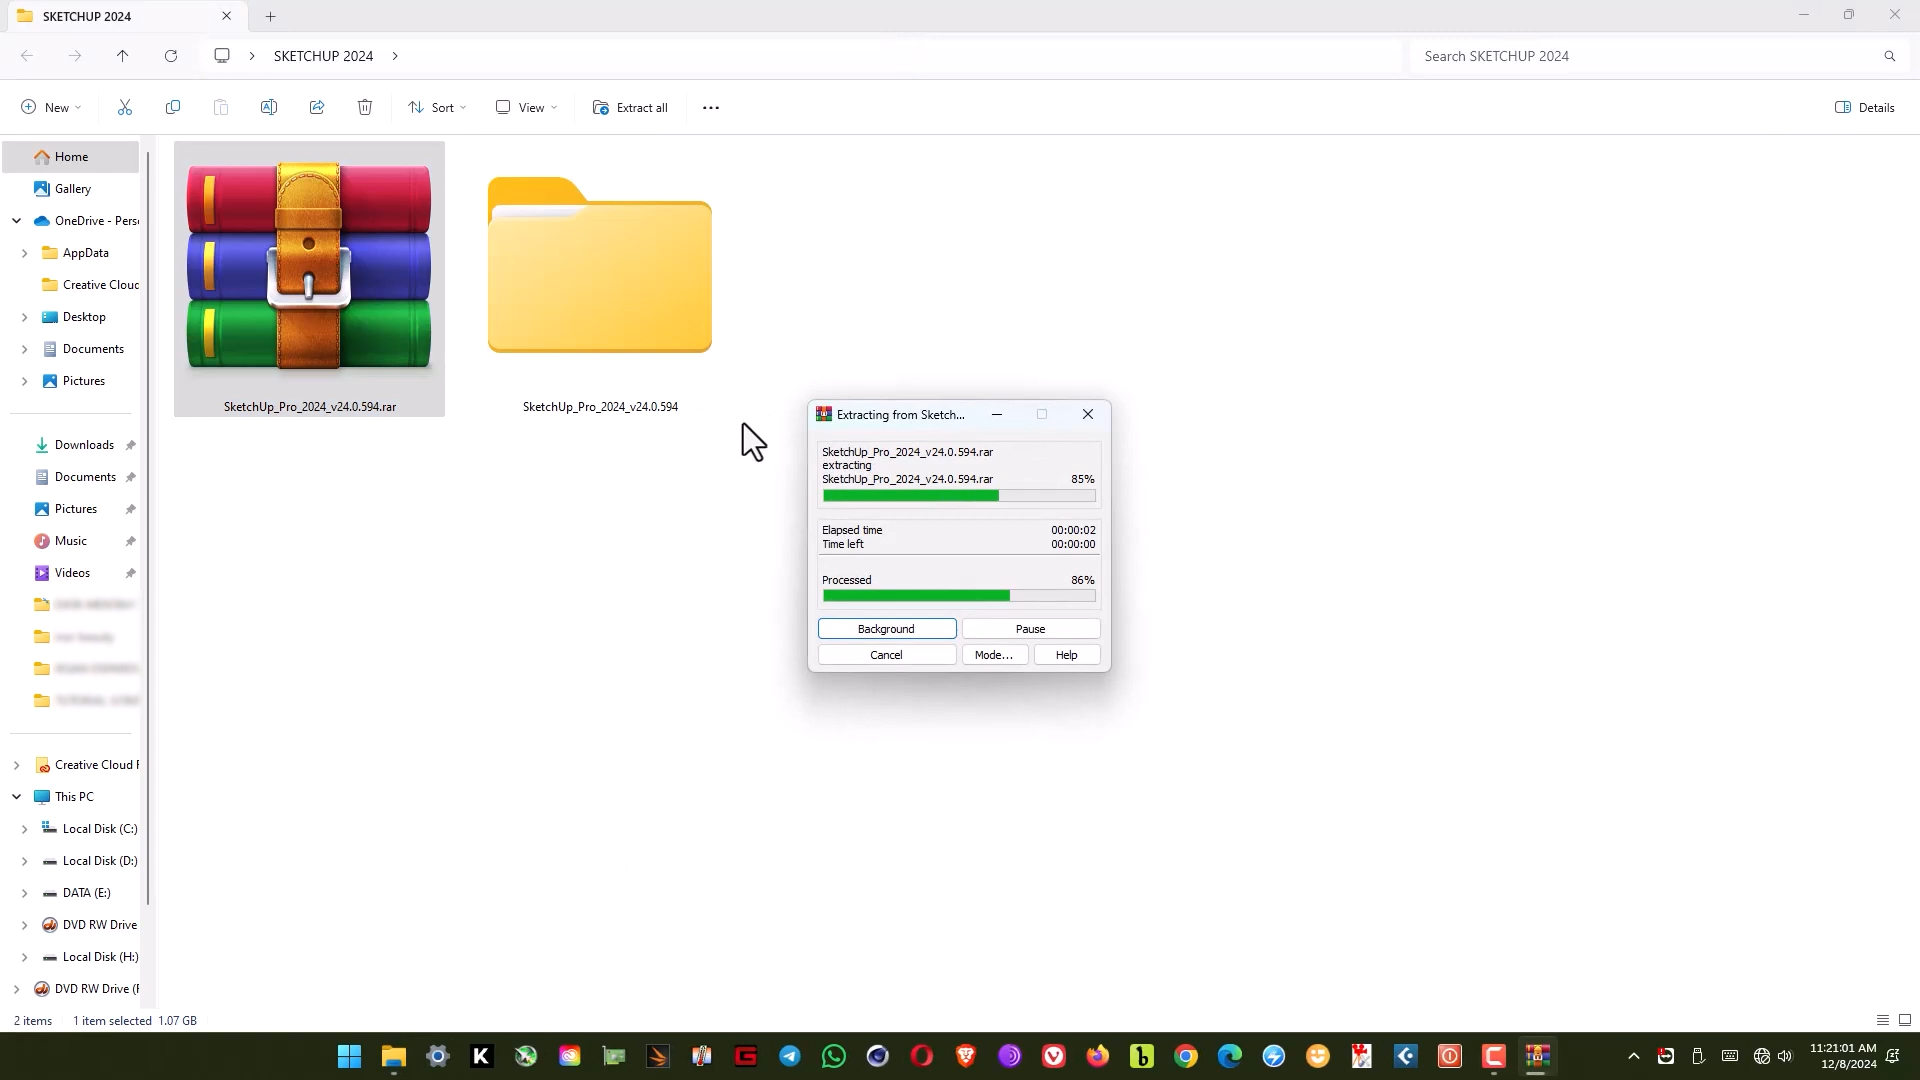 SKETCHUP 2024
SKETCHUP 2024
Search SKETCHUP 2024
New
Sort
View
Extract all
Details
Home
Gallery
OneDrive - Pers
AppData
Creative Cloud
Desktop
Documents
Pictures
Downloads
Documents
Pictures
Music
Videos
Creative Cloud F
This PC
Local Disk (C:)
Local Disk (D:)
DATA (E:)
DVD RW Drive
Local Disk (H:)
DVD RW Drive (F
SketchUp_Pro_2024_v24.0.594.rar
SketchUp_Pro_2024_v24.0.594
Extracting from Sketch...
SketchUp_Pro_2024_v24.0.594.rar
extracting
SketchUp_Pro_2024_v24.0.594.rar 85%
Elapsed time 00:00:02
Time left 00:00:00
Processed 86%
Background Pause
Cancel Mode... Help
2 items 1 item selected 1.07 GB
11:21:01 AM
12/8/2024